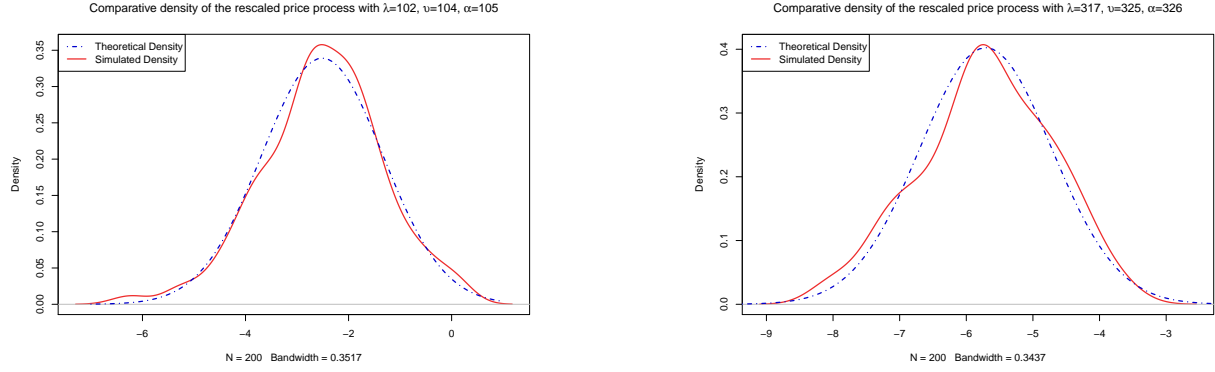 Comparative density of the rescaled price process with λ=102, υ=104, α=105
Theoretical Density
Simulated Density
Density
0.00 0.05 0.10 0.15 0.20 0.25 0.30 0.35
-6 -4 -2 0
N = 200 Bandwidth = 0.3517
Comparative density of the rescaled price process with λ=317, υ=325, α=326
Theoretical Density
Simulated Density
Density
0.0 0.1 0.2 0.3 0.4
-9 -8 -7 -6 -5 -4 -3
N = 200 Bandwidth = 0.3437